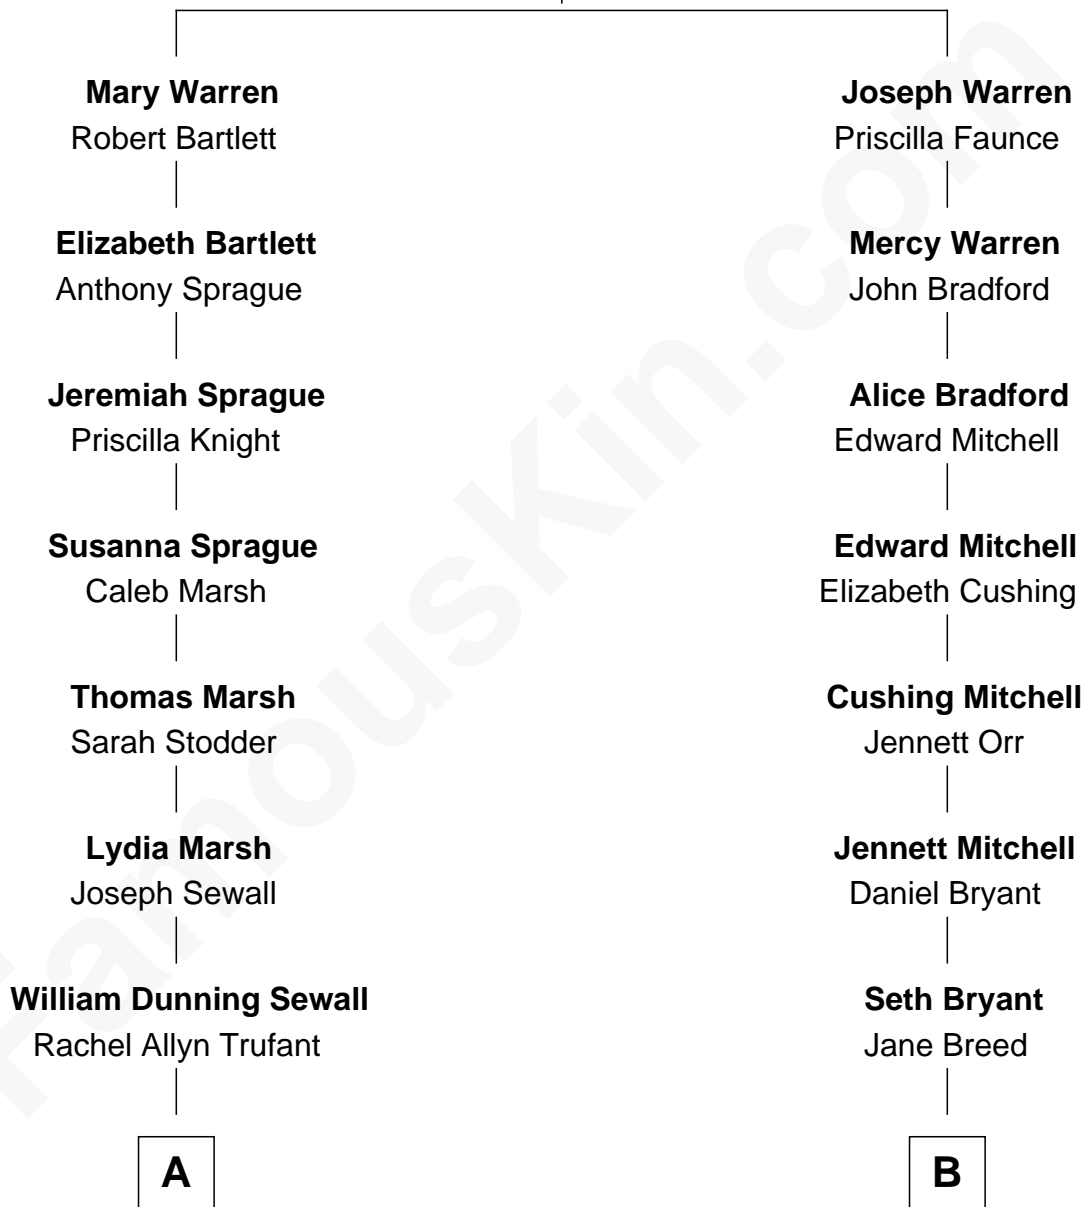 Mary Warren
Robert Bartlett
Joseph Warren
Priscilla Faunce
Elizabeth Bartlett
Anthony Sprague
Mercy Warren
John Bradford
Jeremiah Sprague
Priscilla Knight
Alice Bradford
Edward Mitchell
Susanna Sprague
Caleb Marsh
Edward Mitchell
Elizabeth Cushing
Thomas Marsh
Sarah Stodder
Cushing Mitchell
Jennett Orr
Lydia Marsh
Joseph Sewall
Jennett Mitchell
Daniel Bryant
William Dunning Sewall
Rachel Allyn Trufant
Seth Bryant
Jane Breed
A
B
FamousKin.com